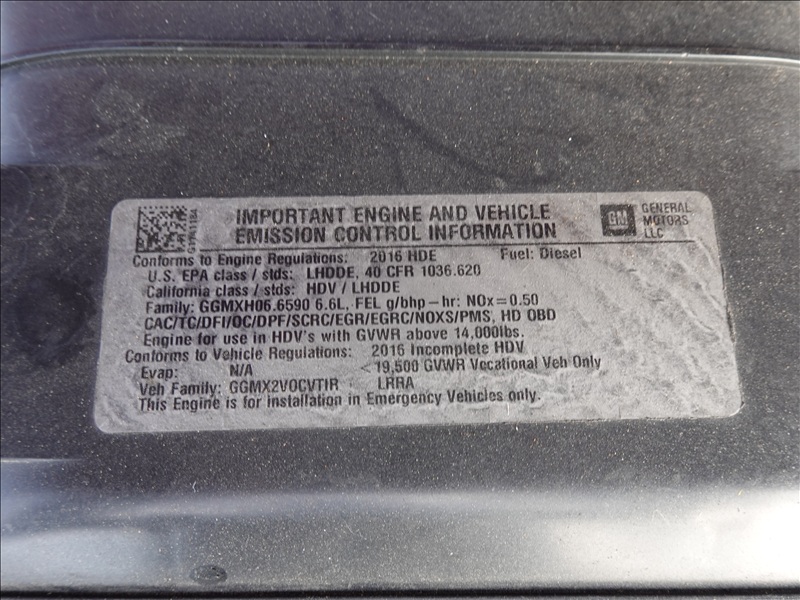 IMPORTANT ENGINE AND VEHICLE
EMISSION CONTROL INFORMATION
GM
GENERAL
MOTORS
LLC
Conforms to Engine Regulations: 2016 HDE Fuel: Diesel
U.S. EPA class / stds: LHDDE, 40 CFR 1036.620
California class / stds: HDV / LHDDE
Family: GGMXH06.6590 6.6L, FEL g/bhp-hr: NOx=0.50
CAC/TC/DFI/OC/DPF/SCRC/EGR/EGRC/NOXS/PMS, HD OBD
Engine for use in HDV's with GVWR above 14,000lbs.
Conforms to Vehicle Regulations: 2016 Incomplete HDV
Evap: N/A <19,500 GVWR Vocational Veh Only
Veh Family: GGMX2VOCVTIR LRRA
This Engine is for installation in Emergency Vehicles only.